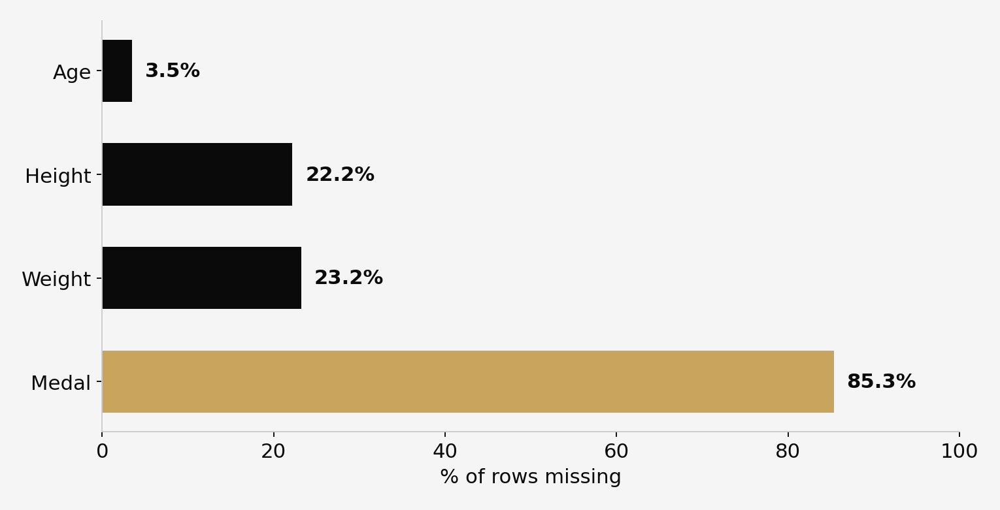 Age 3.5%
Height 22.2%
Weight 23.2%
Medal 85.3%
0 20 40 60 80 100
% of rows missing